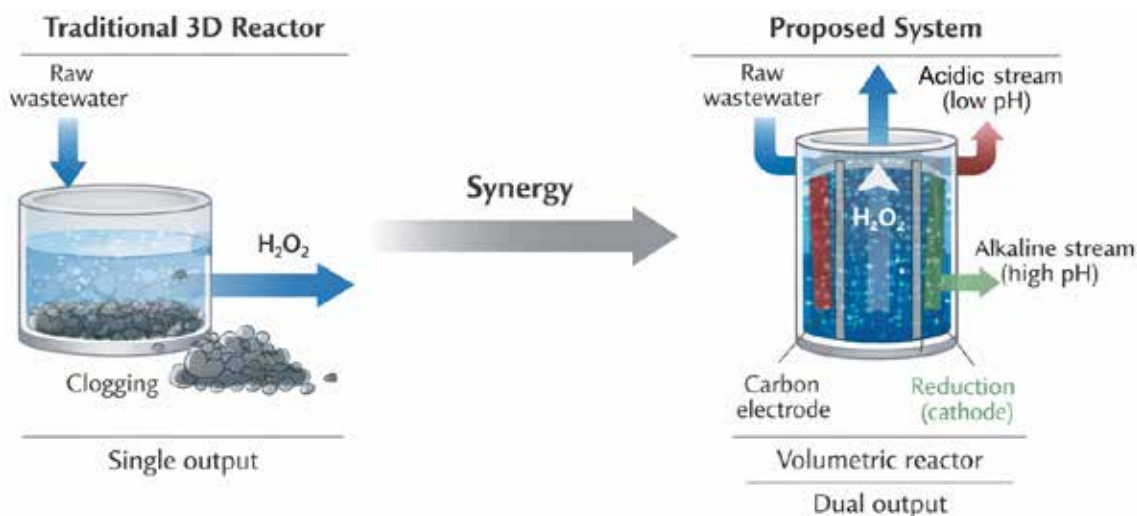 Traditional 3D Reactor
Raw
wastewater
H₂O₂
Clogging
Single output
Synergy
Proposed System
Raw
wastewater
Acidic stream
(low pH)
H₂O₂
Alkaline stream
(high pH)
Carbon
electrode
Reduction
(cathode)
Volumetric reactor
Dual output